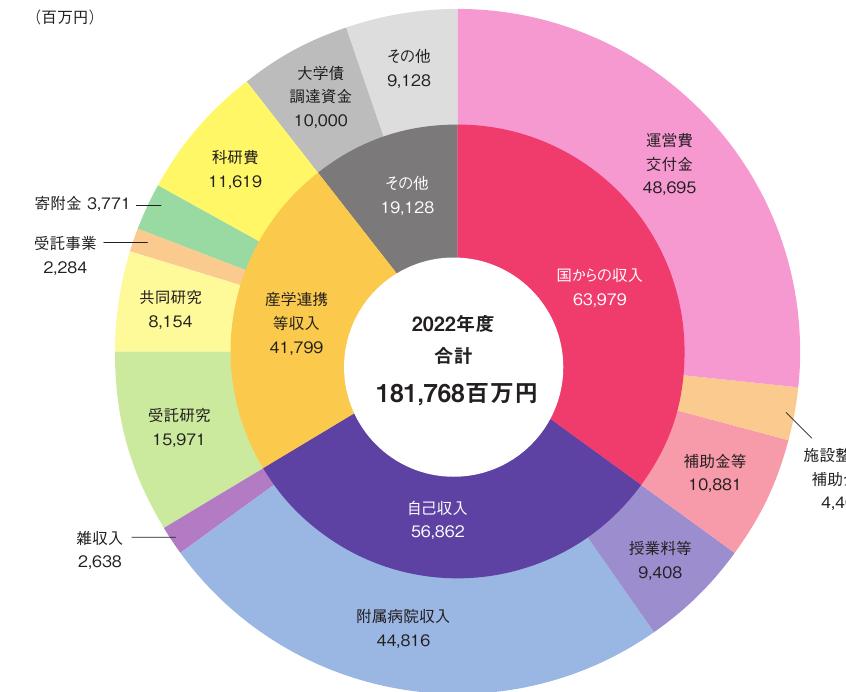 （百万円）
その他
9,128
大学債
調達資金
10,000
運営費
交付金
48,695
科研費
11,619
その他
19,128
寄附金 3,771
受託事業
2,284
国からの収入
63,979
共同研究
8,154
産学連携
等収入
41,799
2022年度
合計
181,768百万円
受託研究
15,971
施設整
補助
4,4
補助金等
10,881
自己収入
56,862
雑収入
2,638
授業料等
9,408
附属病院収入
44,816